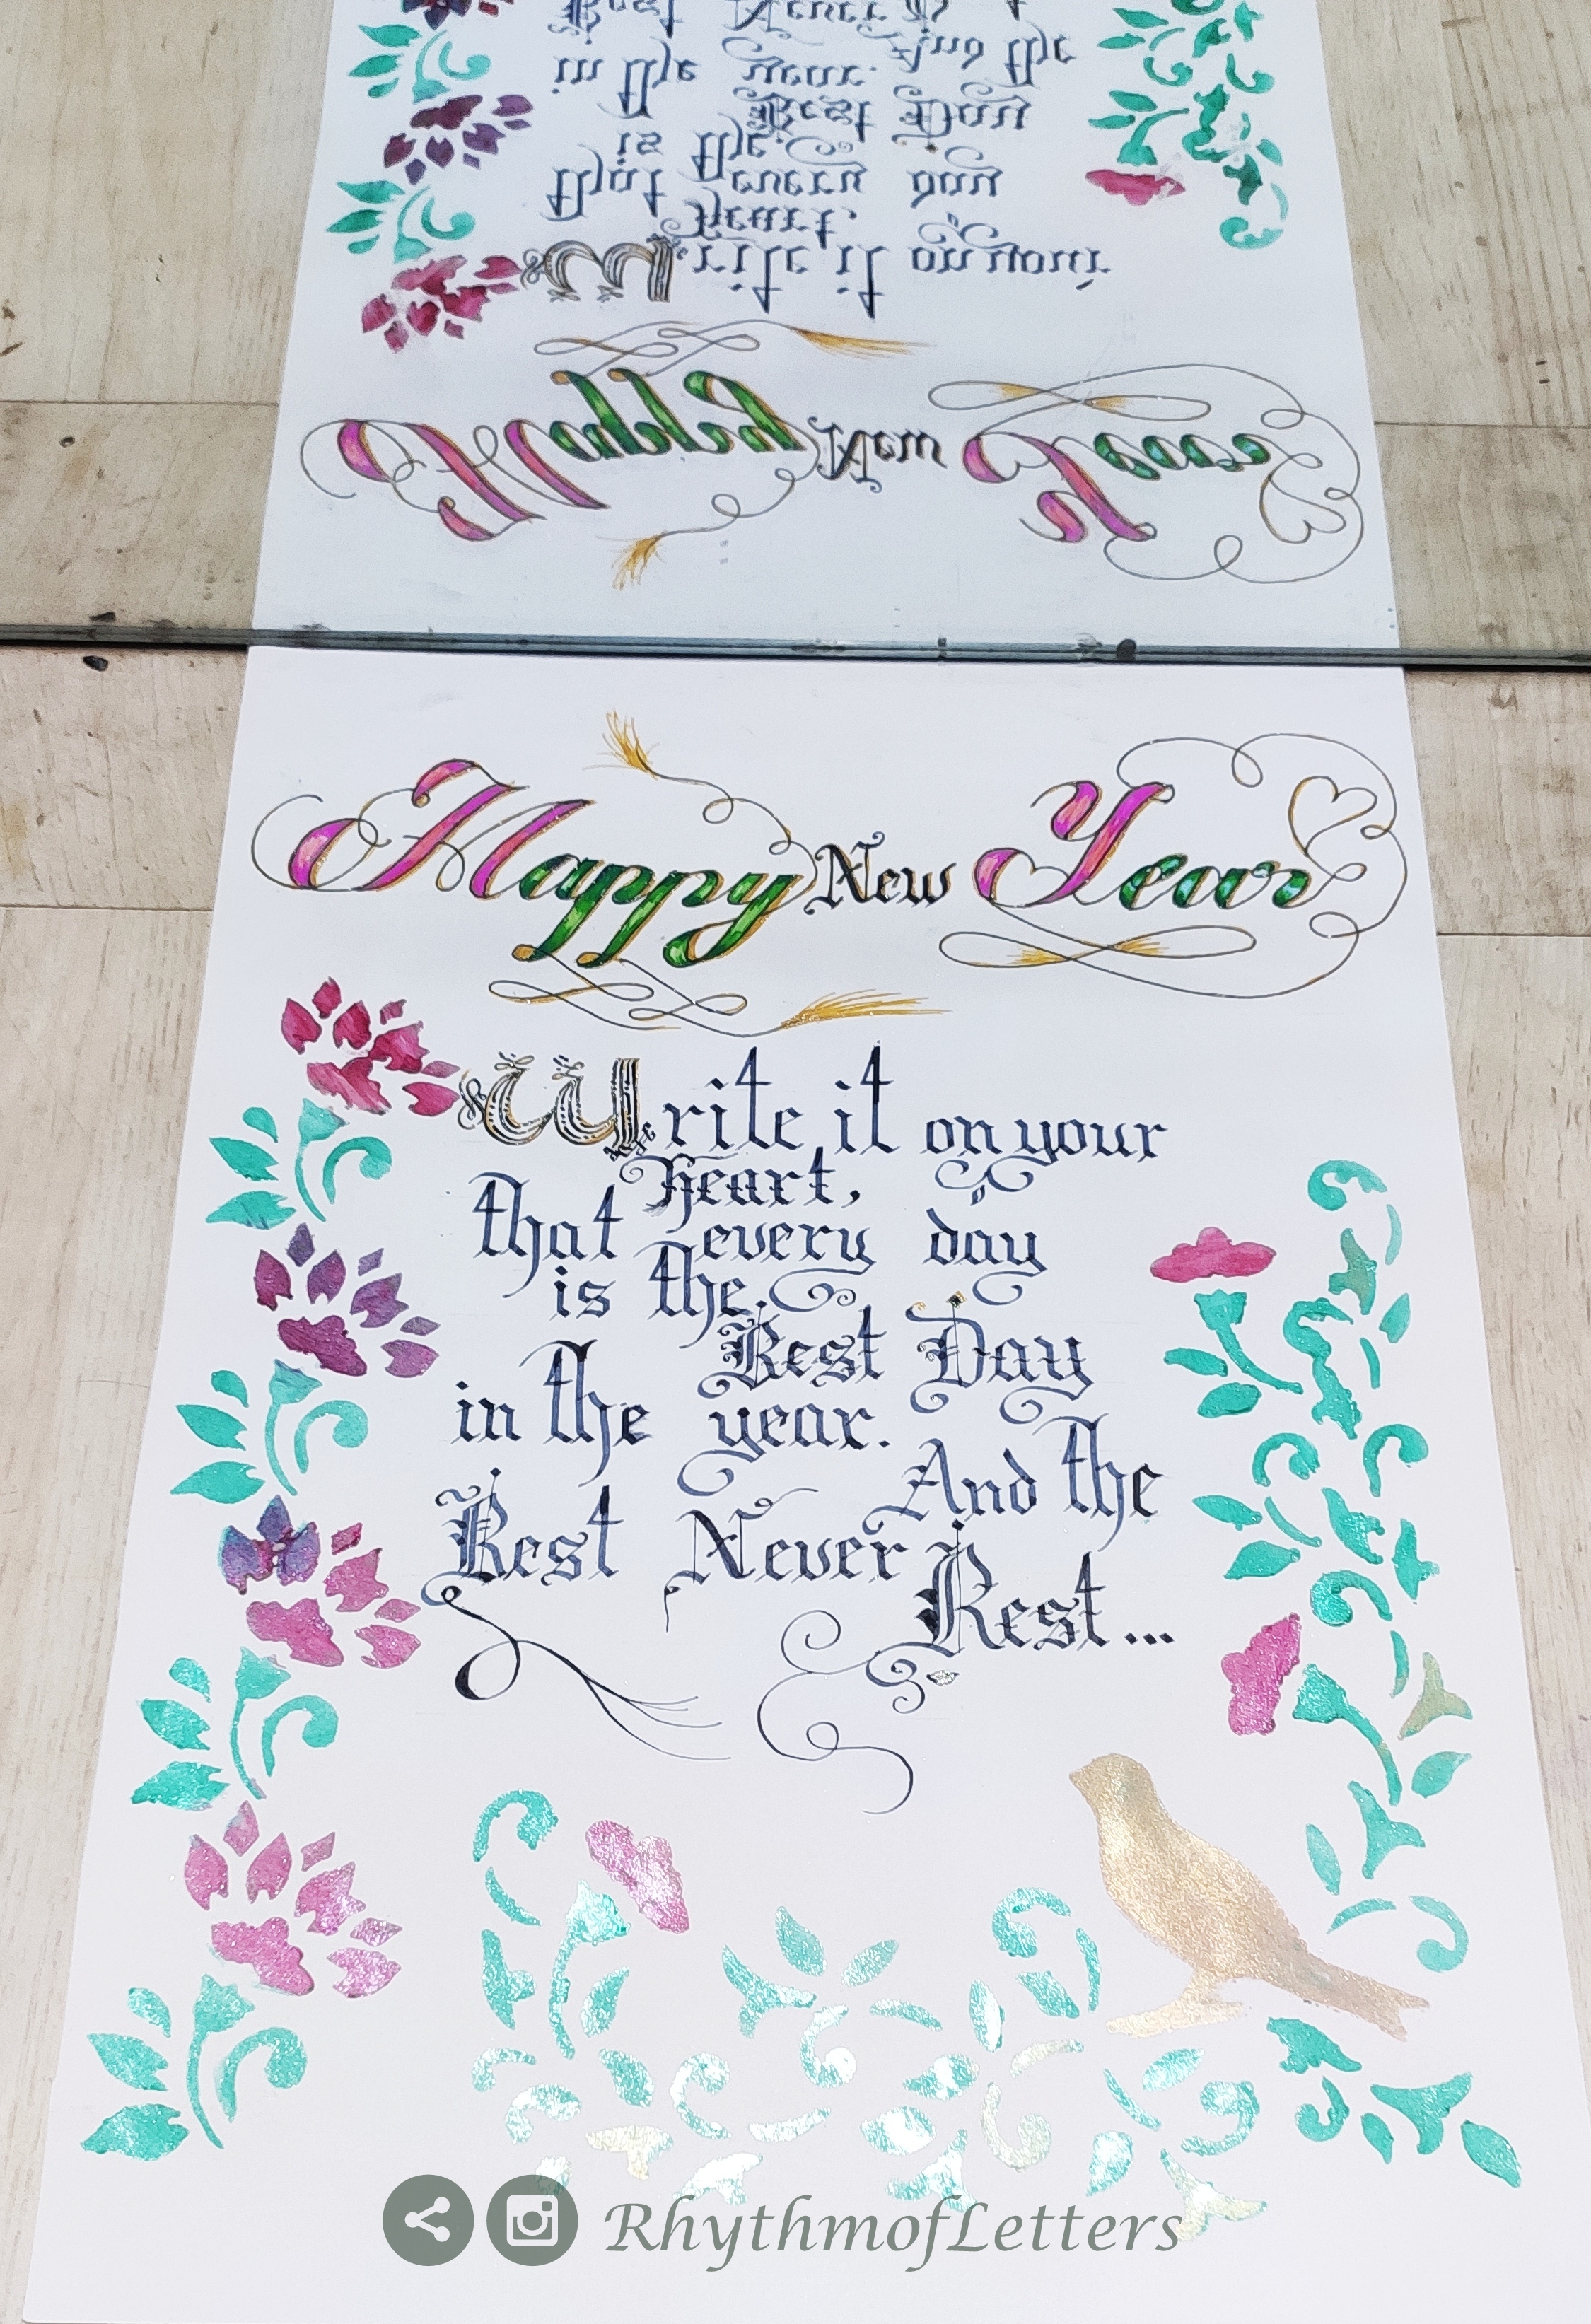 Happy New Year
Write it on your
heart,
that every day
is the
Best Day
in the year.
And the
Best Never
Rest...
RhythmofLetters